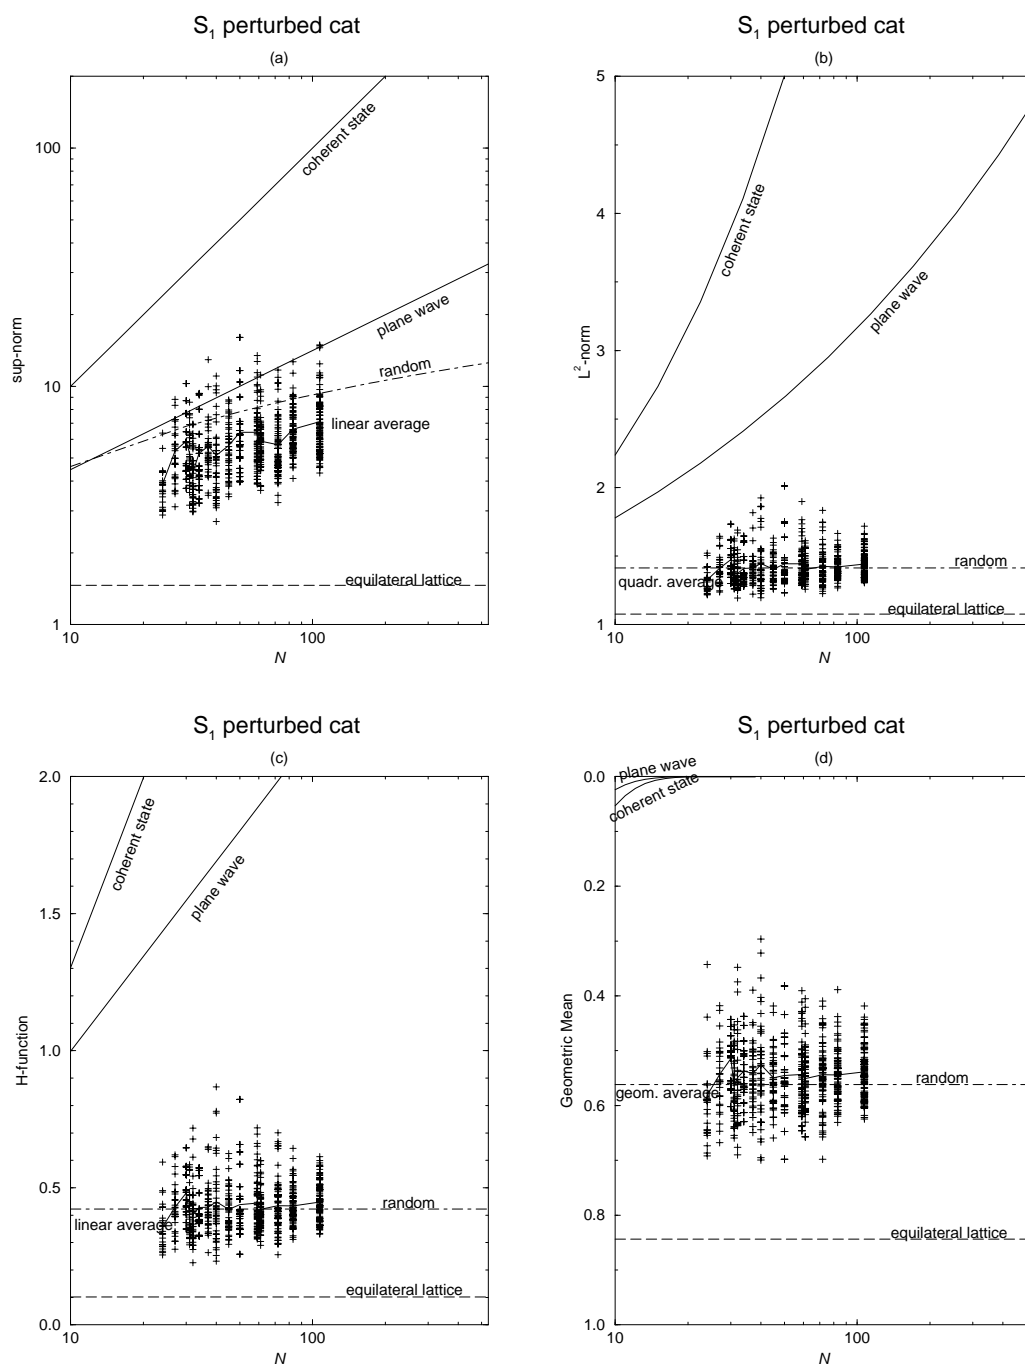 S1 perturbed cat
(a)
100
10
1
sup-norm
coherent state
plane wave
random
linear average
equilateral lattice
10
100
N
S1 perturbed cat
(b)
5
4
3
2
1
L2-norm
coherent state
plane wave
random
quadr. average
equilateral lattice
10
100
N
S1 perturbed cat
(c)
2.0
1.5
1.0
0.5
0.0
H-function
coherent state
plane wave
random
linear average
equilateral lattice
10
100
N
S1 perturbed cat
(d)
0.0
0.2
0.4
0.6
0.8
1.0
Geometric Mean
plane wave
coherent state
random
geom. average
equilateral lattice
10
100
N